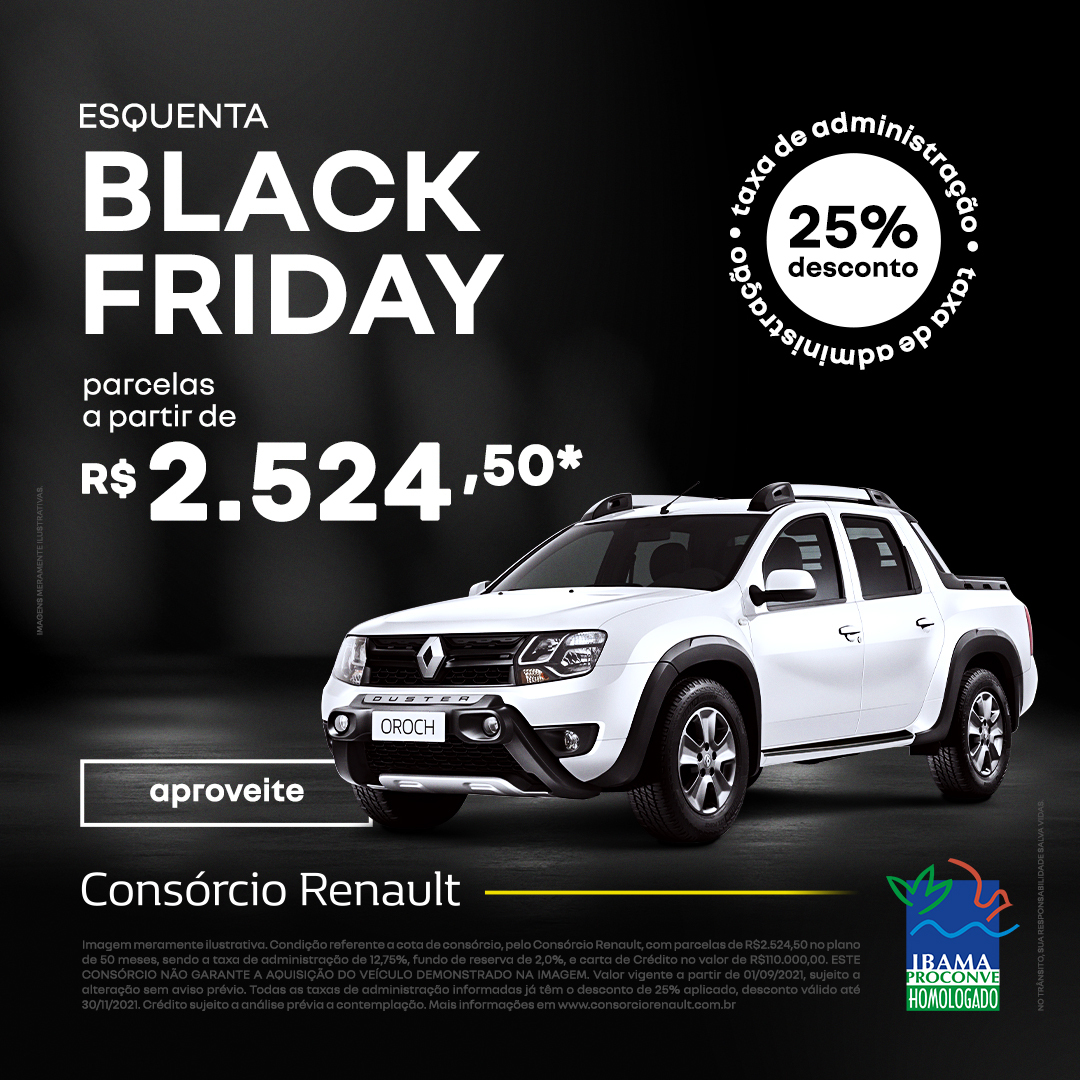 ESQUENTA
BLACK
FRIDAY
parcelas
a partir de
R$ 2.524,50*
taxa de administração • taxa de administração •
25%
desconto
IMAGENS MERAMENTE ILUSTRATIVAS.
DUSTER
OROCH
aproveite
Consórcio Renault
Imagem meramente ilustrativa. Condição referente a cota de consórcio, pelo Consórcio Renault, com parcelas de R$2.524,50 no plano
de 50 meses, sendo a taxa de administração de 12,75%, fundo de reserva de 2,0%, e carta de Crédito no valor de R$110.000,00. ESTE
CONSÓRCIO NÃO GARANTE A AQUISIÇÃO DO VEÍCULO DEMONSTRADO NA IMAGEM. Valor vigente a partir de 01/09/2021, sujeito a
alteração sem aviso prévio. Todas as taxas de administração informadas já têm o desconto de 25% aplicado, desconto válido até
30/11/2021. Crédito sujeito a análise prévia a contemplação. Mais informações em www.consorciorenault.com.br
IBAMA
PROCONVE
HOMOLOGADO
NO TRÂNSITO, SUA RESPONSABILIDADE SALVA VIDAS.